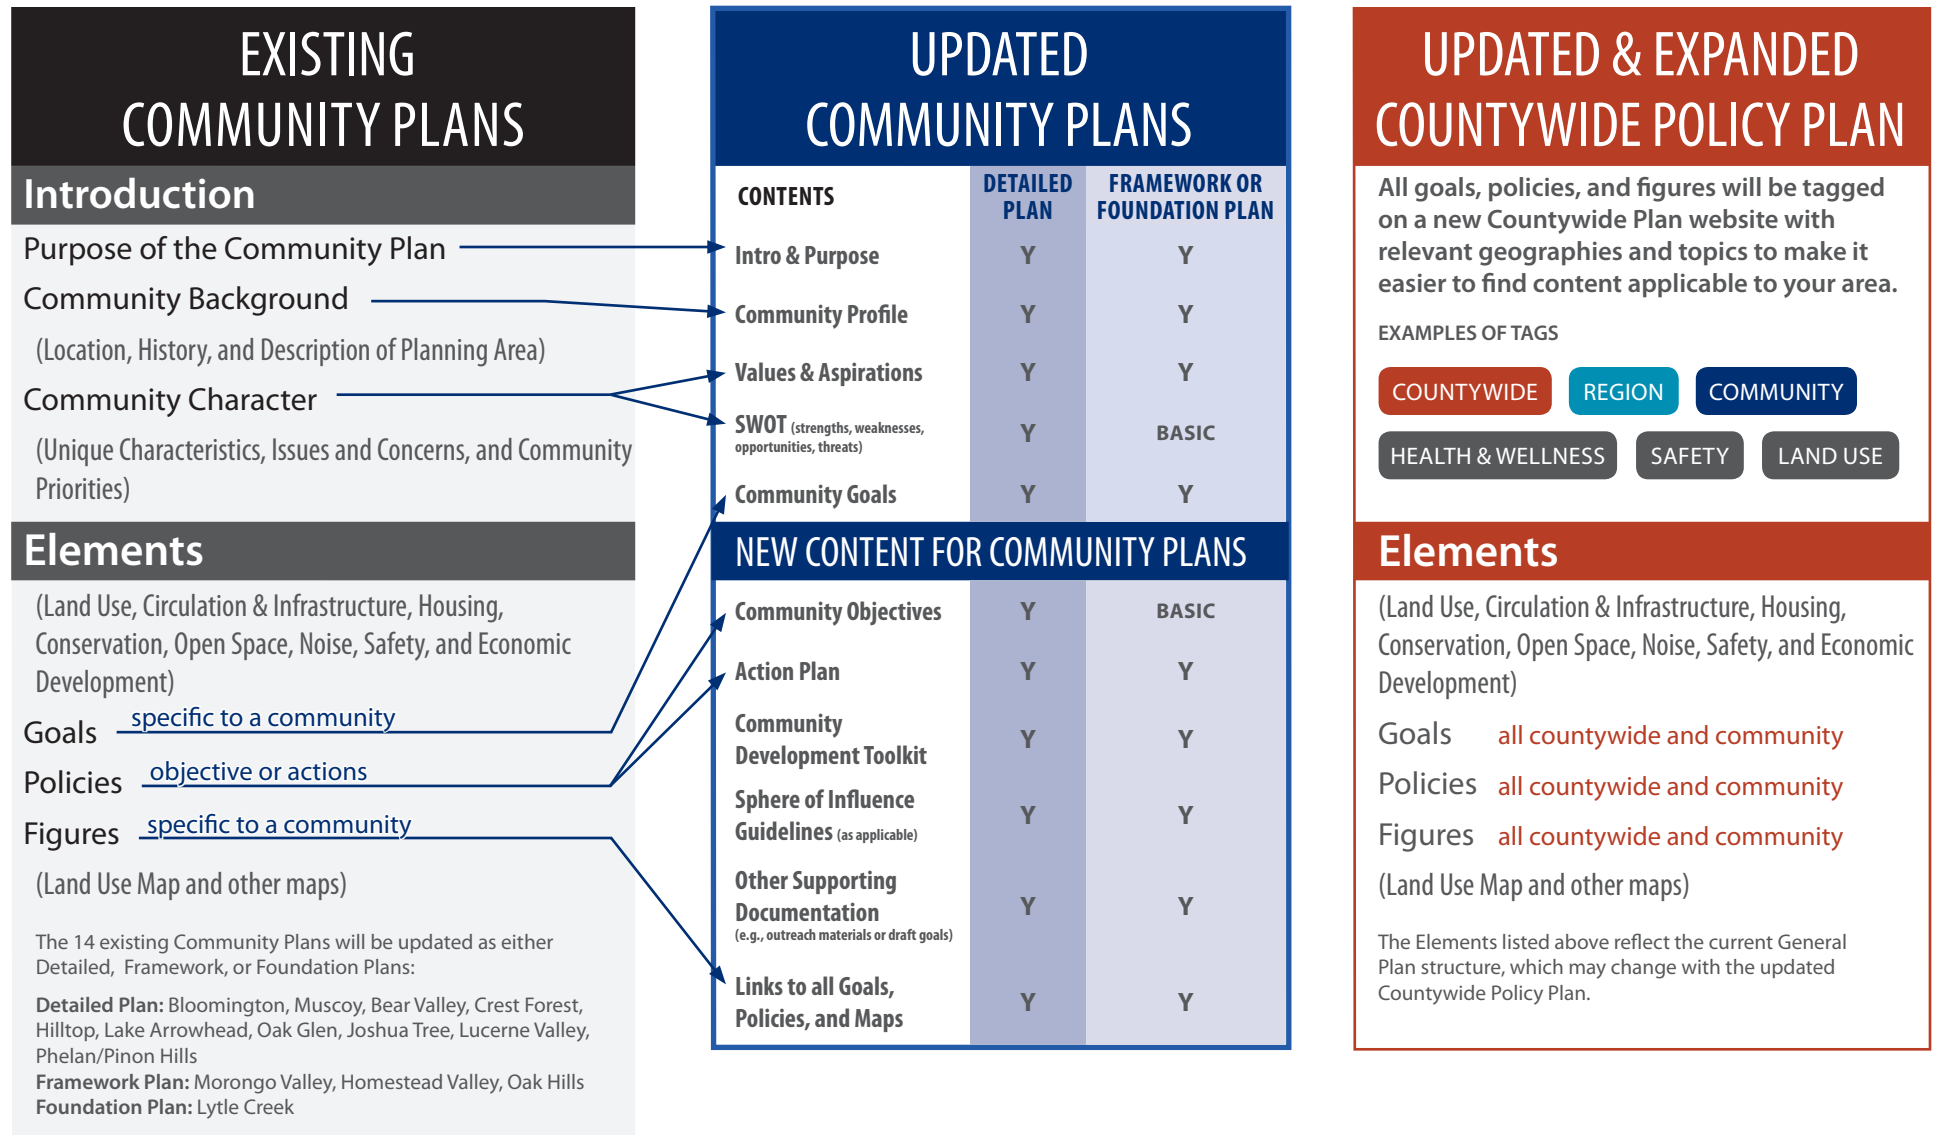 EXISTING
COMMUNITY PLANS
Introduction
Purpose of the Community Plan
Community Background
(Location, History, and Description of Planning Area)
Community Character
(Unique Characteristics, Issues and Concerns, and Community
Priorities)
Elements
(Land Use, Circulation & Infrastructure, Housing,
Conservation, Open Space, Noise, Safety, and Economic
Development)
Goals specific to a community
Policies objective or actions
Figures specific to a community
(Land Use Map and other maps)
The 14 existing Community Plans will be updated as either
Detailed, Framework, or Foundation Plans:
Detailed Plan: Bloomington, Muscoy, Bear Valley, Crest Forest,
Hilltop, Lake Arrowhead, Oak Glen, Joshua Tree, Lucerne Valley,
Phelan/Pinon Hills
Framework Plan: Morongo Valley, Homestead Valley, Oak Hills
Foundation Plan: Lytle Creek
UPDATED
COMMUNITY PLANS
CONTENTS
DETAILED
PLAN
FRAMEWORK OR
FOUNDATION PLAN
Intro & Purpose Y Y
Community Profile Y Y
Values & Aspirations Y Y
SWOT (strengths, weaknesses,
opportunities, threats) Y BASIC
Community Goals Y Y
NEW CONTENT FOR COMMUNITY PLANS
Community Objectives Y BASIC
Action Plan Y Y
Community
Development Toolkit Y Y
Sphere of Influence
Guidelines (as applicable) Y Y
Other Supporting
Documentation Y Y
(e.g., outreach materials or draft goals)
Links to all Goals,
Policies, and Maps Y Y
UPDATED & EXPANDED
COUNTYWIDE POLICY PLAN
All goals, policies, and figures will be tagged
on a new Countywide Plan website with
relevant geographies and topics to make it
easier to find content applicable to your area.
EXAMPLES OF TAGS
COUNTYWIDE REGION COMMUNITY
HEALTH & WELLNESS SAFETY LAND USE
Elements
(Land Use, Circulation & Infrastructure, Housing,
Conservation, Open Space, Noise, Safety, and Economic
Development)
Goals all countywide and community
Policies all countywide and community
Figures all countywide and community
(Land Use Map and other maps)
The Elements listed above reflect the current General
Plan structure, which may change with the updated
Countywide Policy Plan.